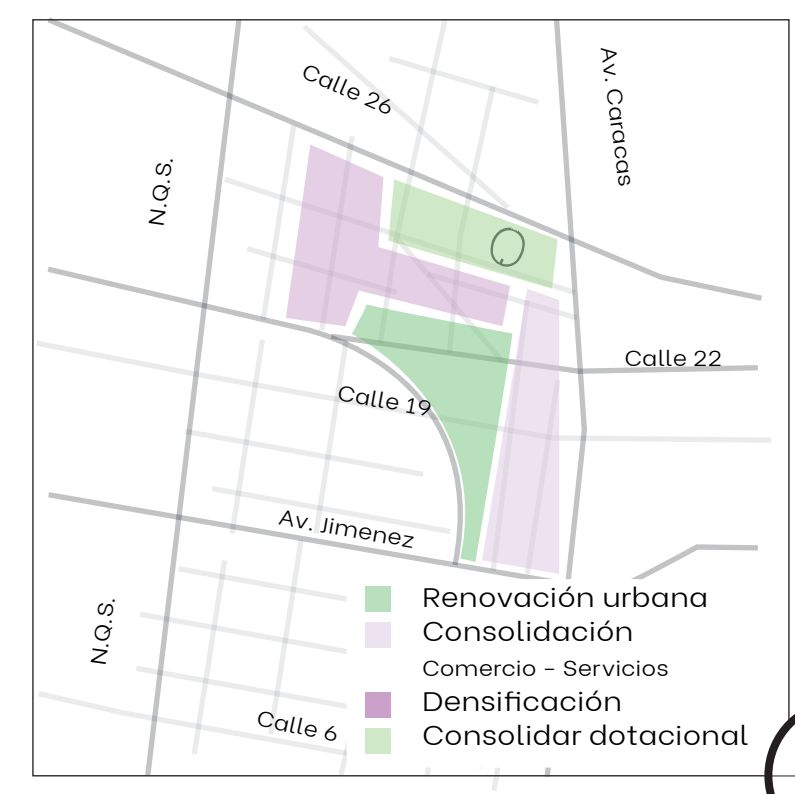 Calle 26
Av. Caracas
N.Q.S.
Calle 22
Calle 19
Av. Jimenez
N.Q.S.
Calle 6
Renovación urbana
Consolidación
Comercio - Servicios
Densificación
Consolidar dotacional